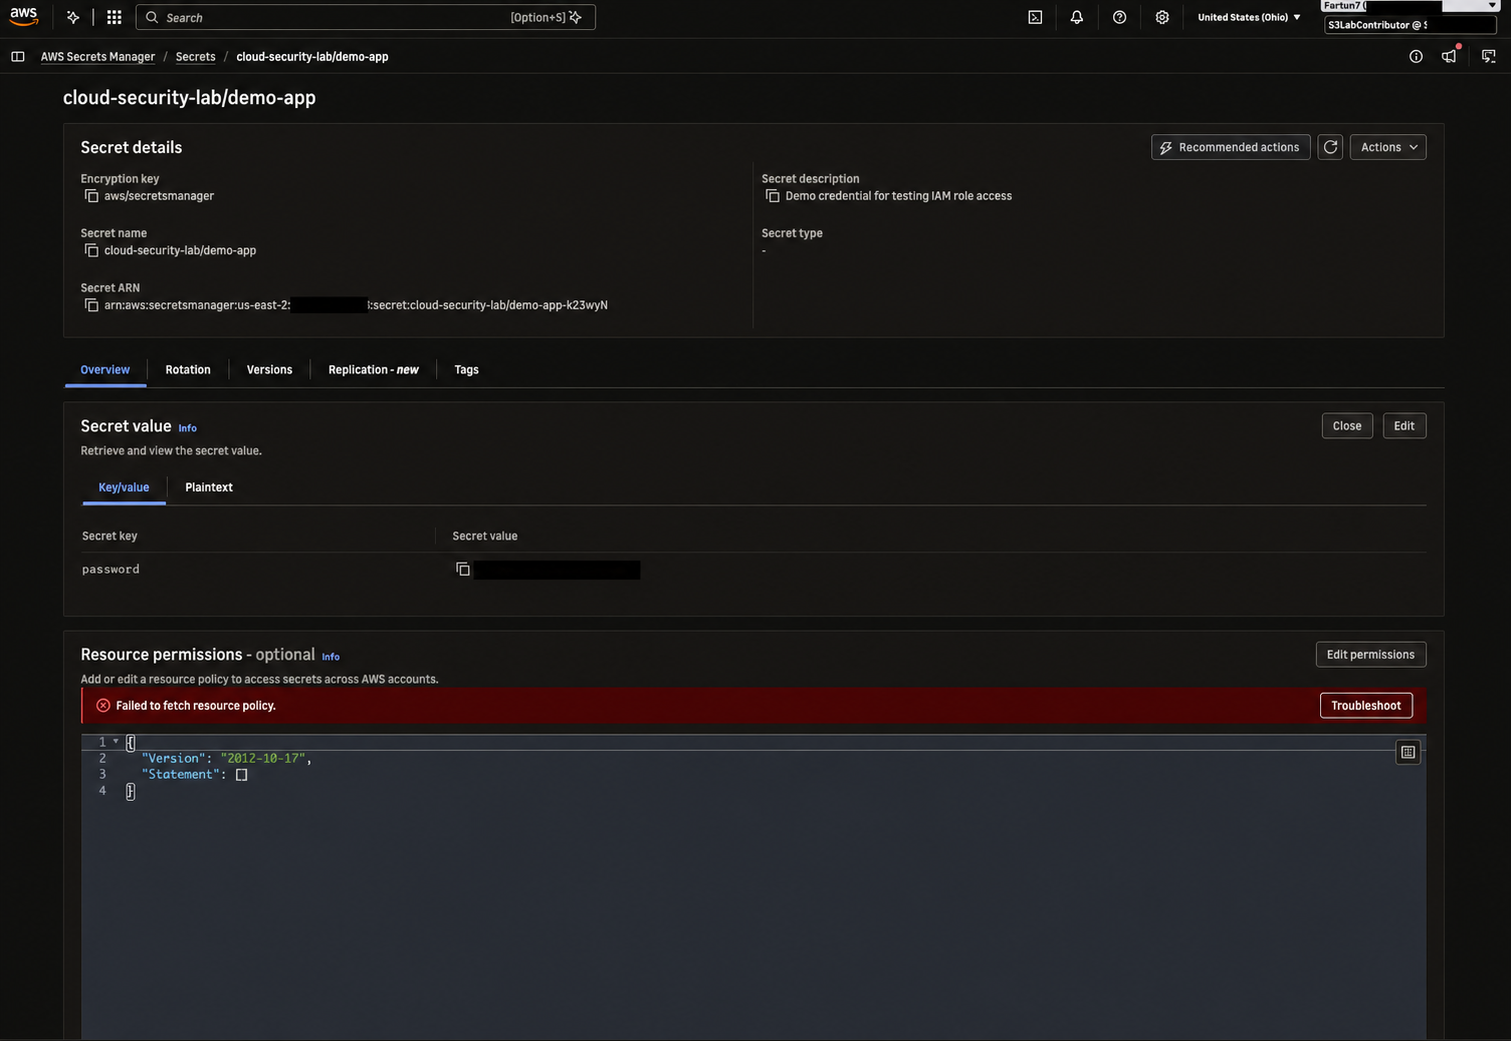 aws
Search [Option+S]
United States (Ohio)
Fartun7 (
S3LabContributor @
AWS Secrets Manager / Secrets / cloud-security-lab/demo-app
cloud-security-lab/demo-app
Secret details
Recommended actions
Actions
Encryption key
aws/secretsmanager
Secret description
Demo credential for testing IAM role access
Secret name
cloud-security-lab/demo-app
Secret type
-
Secret ARN
arn:aws:secretsmanager:us-east-2: :secret:cloud-security-lab/demo-app-k23wyN
Overview
Rotation
Versions
Replication - new
Tags
Secret value Info
Close
Edit
Retrieve and view the secret value.
Key/value
Plaintext
Secret key
Secret value
password
Resource permissions - optional Info
Edit permissions
Add or edit a resource policy to access secrets across AWS accounts.
Failed to fetch resource policy.
Troubleshoot
1 {
2 "Version": "2012-10-17",
3 "Statement": []
4 }